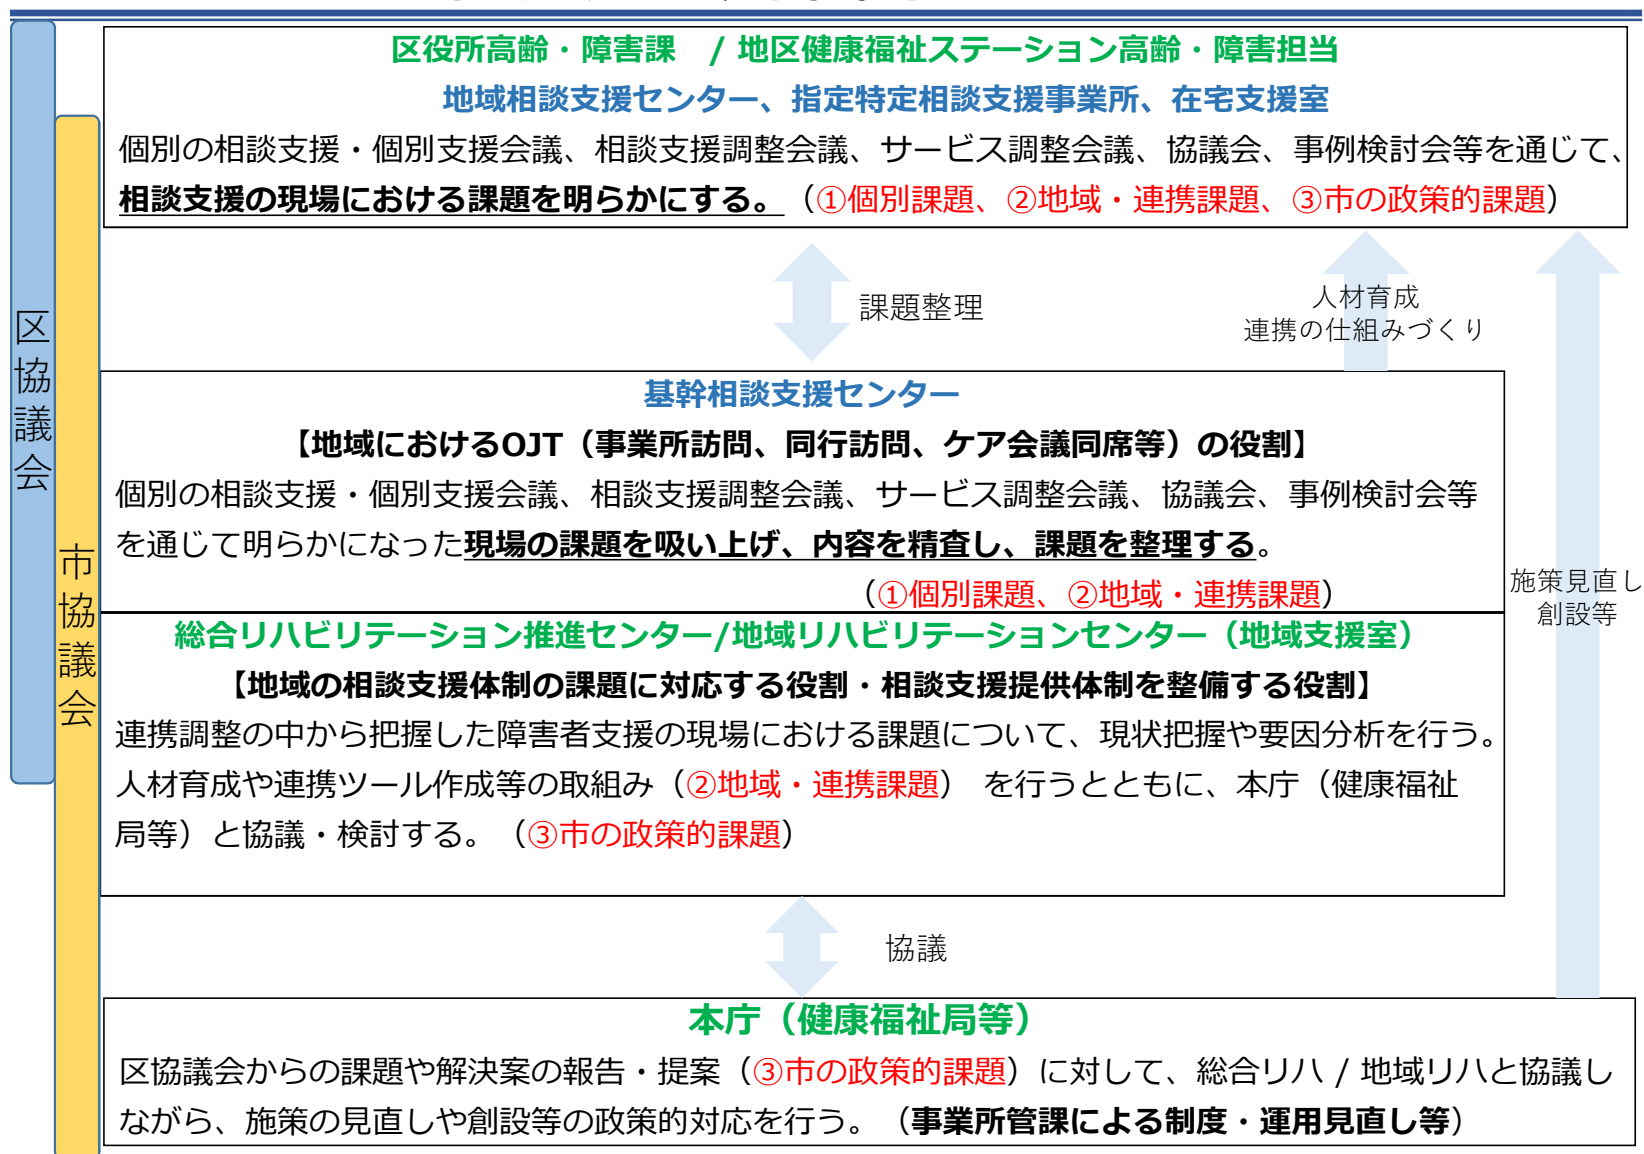 区役所高齢・障害課　/ 地区健康福祉ステーション高齢・障害担当
地域相談支援センター、指定特定相談支援事業所、在宅支援室
個別の相談支援・個別支援会議、相談支援調整会議、サービス調整会議、協議会、事例検討会等を通じて、
相談支援の現場における課題を明らかにする。（①個別課題、②地域・連携課題、③市の政策的課題）
課題整理
人材育成
連携の仕組みづくり
区協議会
市協議会
基幹相談支援センター
【地域におけるOJT（事業所訪問、同行訪問、ケア会議同席等）の役割】
個別の相談支援・個別支援会議、相談支援調整会議、サービス調整会議、協議会、事例検討会等
を通じて明らかになった現場の課題を吸い上げ、内容を精査し、課題を整理する。
（①個別課題、②地域・連携課題）
施策見直し
創設等
総合リハビリテーション推進センター/地域リハビリテーションセンター（地域支援室）
【地域の相談支援体制の課題に対応する役割・相談支援提供体制を整備する役割】
連携調整の中から把握した障害者支援の現場における課題について、現状把握や要因分析を行う。
人材育成や連携ツール作成等の取組み（②地域・連携課題） を行うとともに、本庁（健康福祉
局等）と協議・検討する。（③市の政策的課題）
協議
本庁（健康福祉局等）
区協議会からの課題や解決案の報告・提案（③市の政策的課題）に対して、総合リハ / 地域リハと協議し
ながら、施策の見直しや創設等の政策的対応を行う。（事業所管課による制度・運用見直し等）